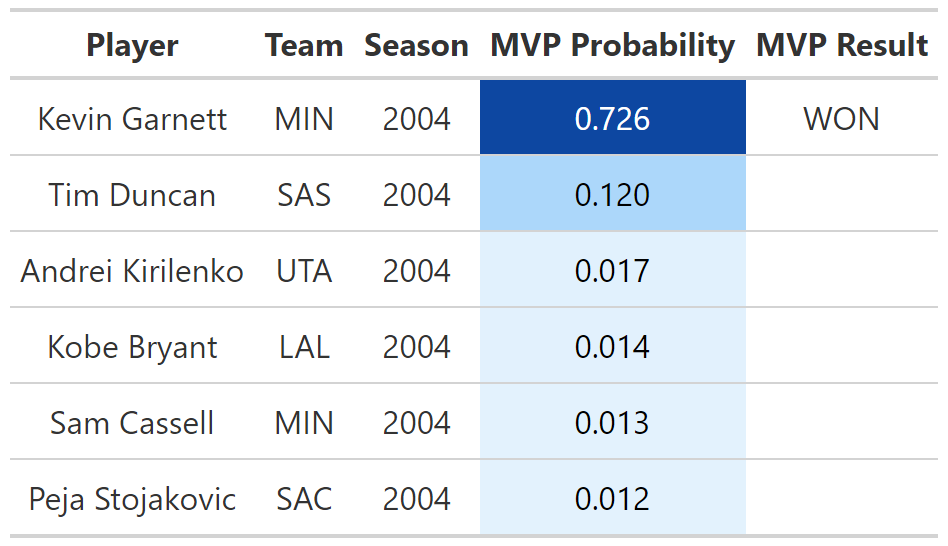 Player Team Season MVP Probability MVP Result
Kevin Garnett MIN 2004 0.726 WON
Tim Duncan SAS 2004 0.120
Andrei Kirilenko UTA 2004 0.017
Kobe Bryant LAL 2004 0.014
Sam Cassell MIN 2004 0.013
Peja Stojakovic SAC 2004 0.012